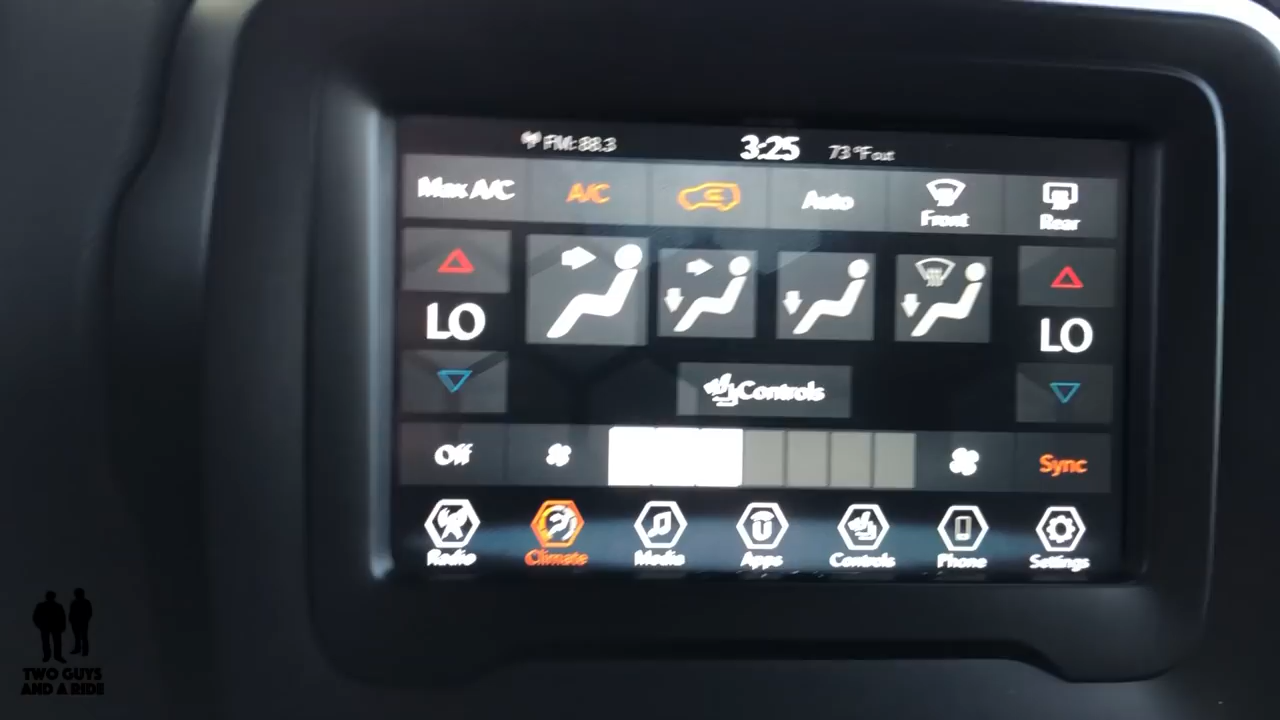 FM: 88.3 3:25 73 °F out
Max A/C A/C Auto Front Rear
LO LO
Controls
Off Sync
Radio Climate Media Apps Controls Phone Settings
TWO GUYS
AND A RIDE